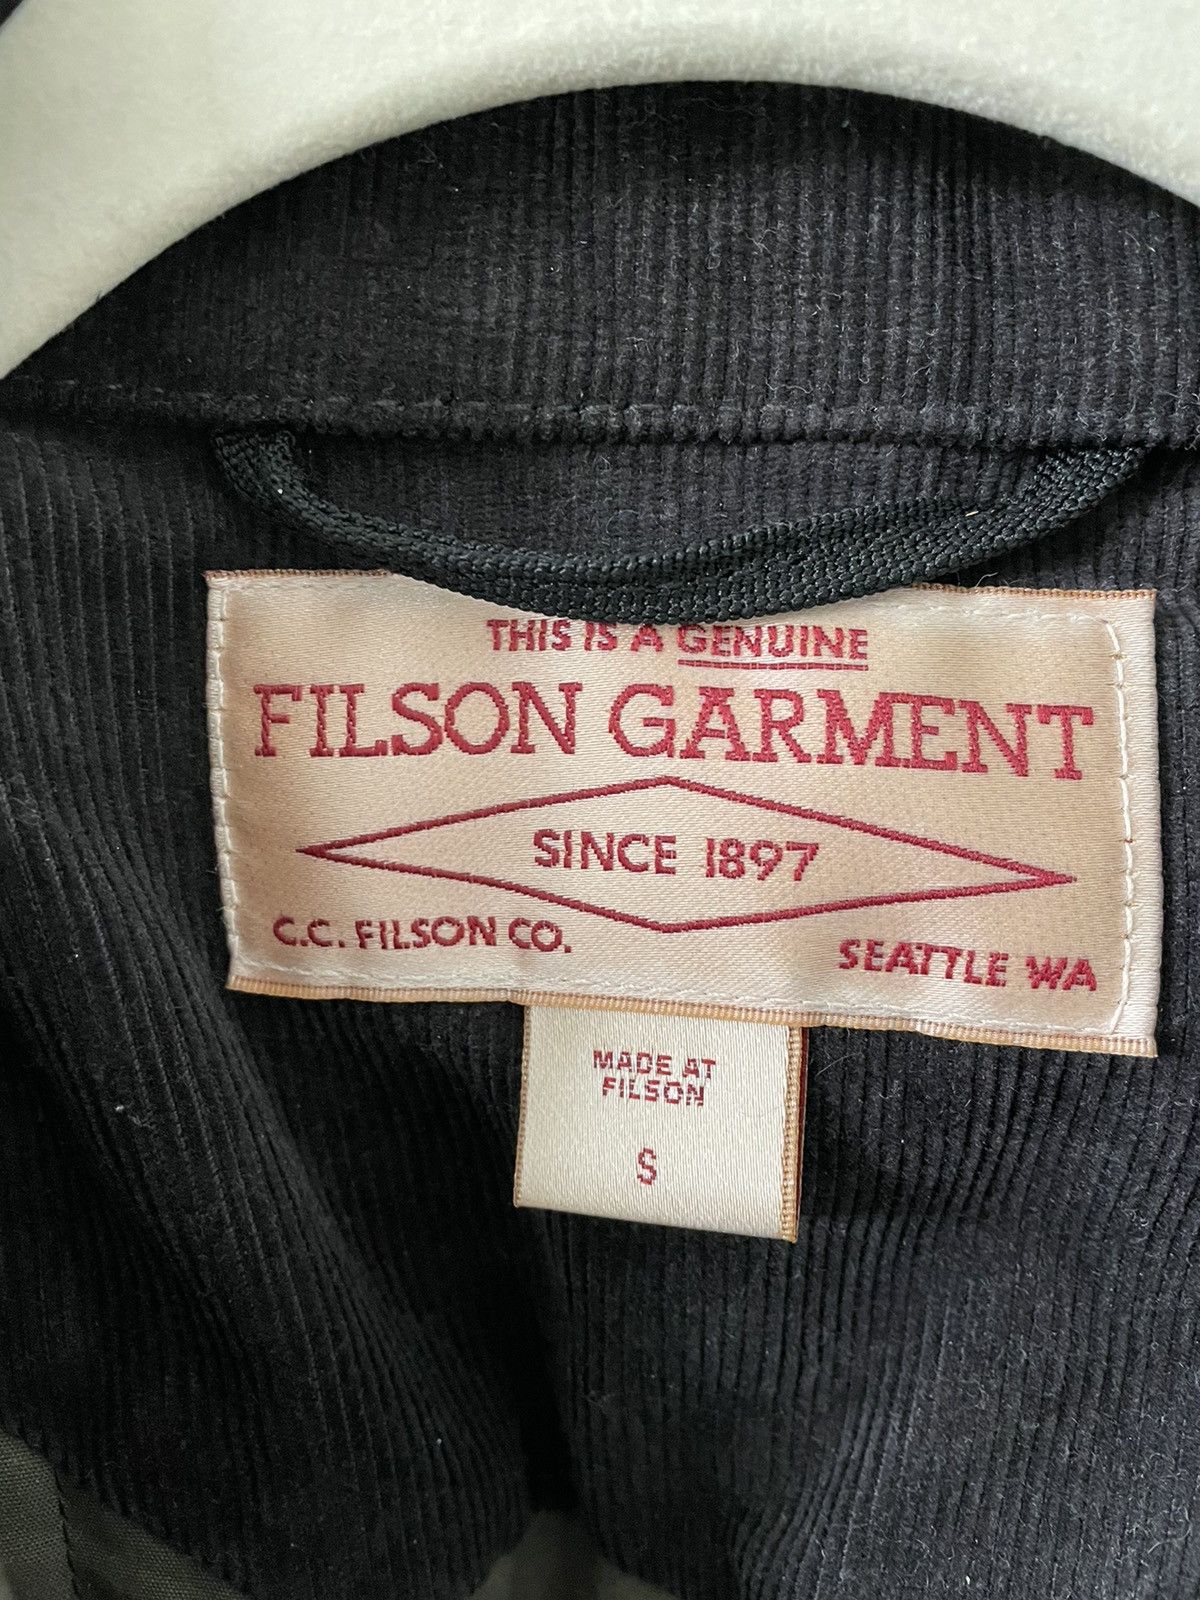 THIS IS A GENUINE
FILSON GARMENT
SINCE 1897
C.C. FILSON CO.
SEATTLE WA
MADE AT
FILSON
S